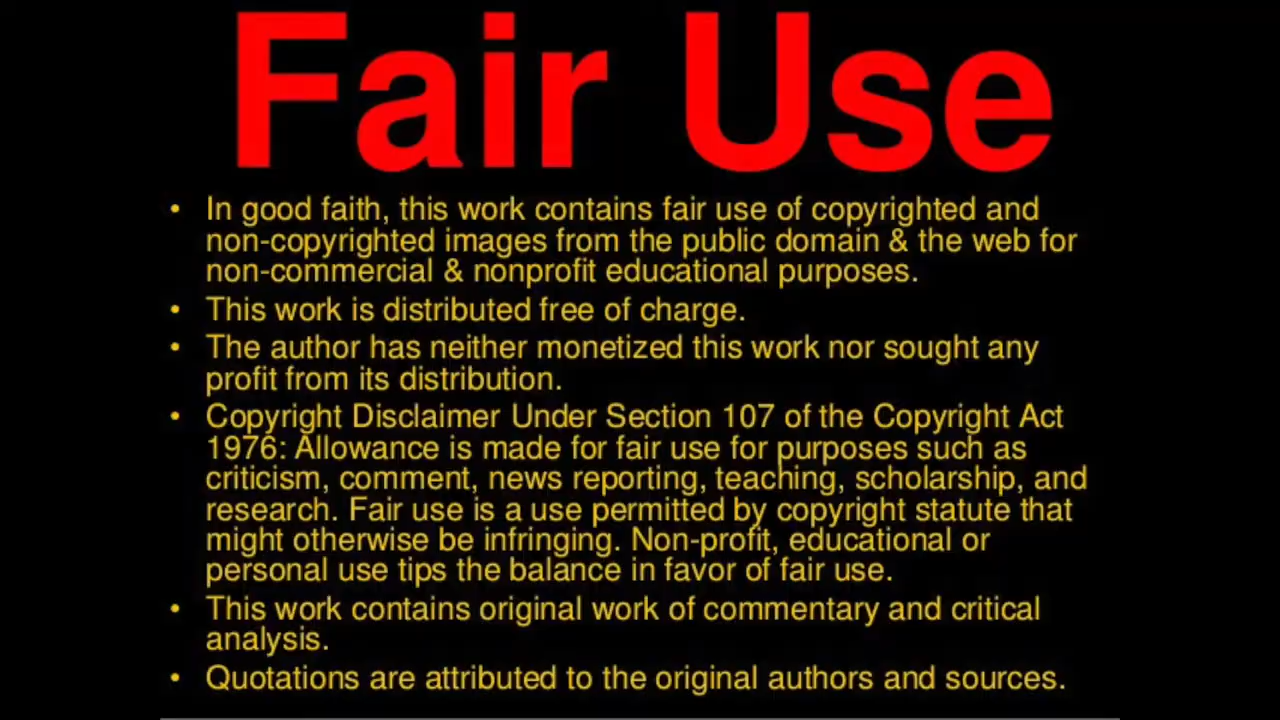 Fair Use
• In good faith, this work contains fair use of copyrighted and
non-copyrighted images from the public domain & the web for
non-commercial & nonprofit educational purposes.
• This work is distributed free of charge.
• The author has neither monetized this work nor sought any
profit from its distribution.
• Copyright Disclaimer Under Section 107 of the Copyright Act
1976: Allowance is made for fair use for purposes such as
criticism, comment, news reporting, teaching, scholarship, and
research. Fair use is a use permitted by copyright statute that
might otherwise be infringing. Non-profit, educational or
personal use tips the balance in favor of fair use.
• This work contains original work of commentary and critical
analysis.
• Quotations are attributed to the original authors and sources.